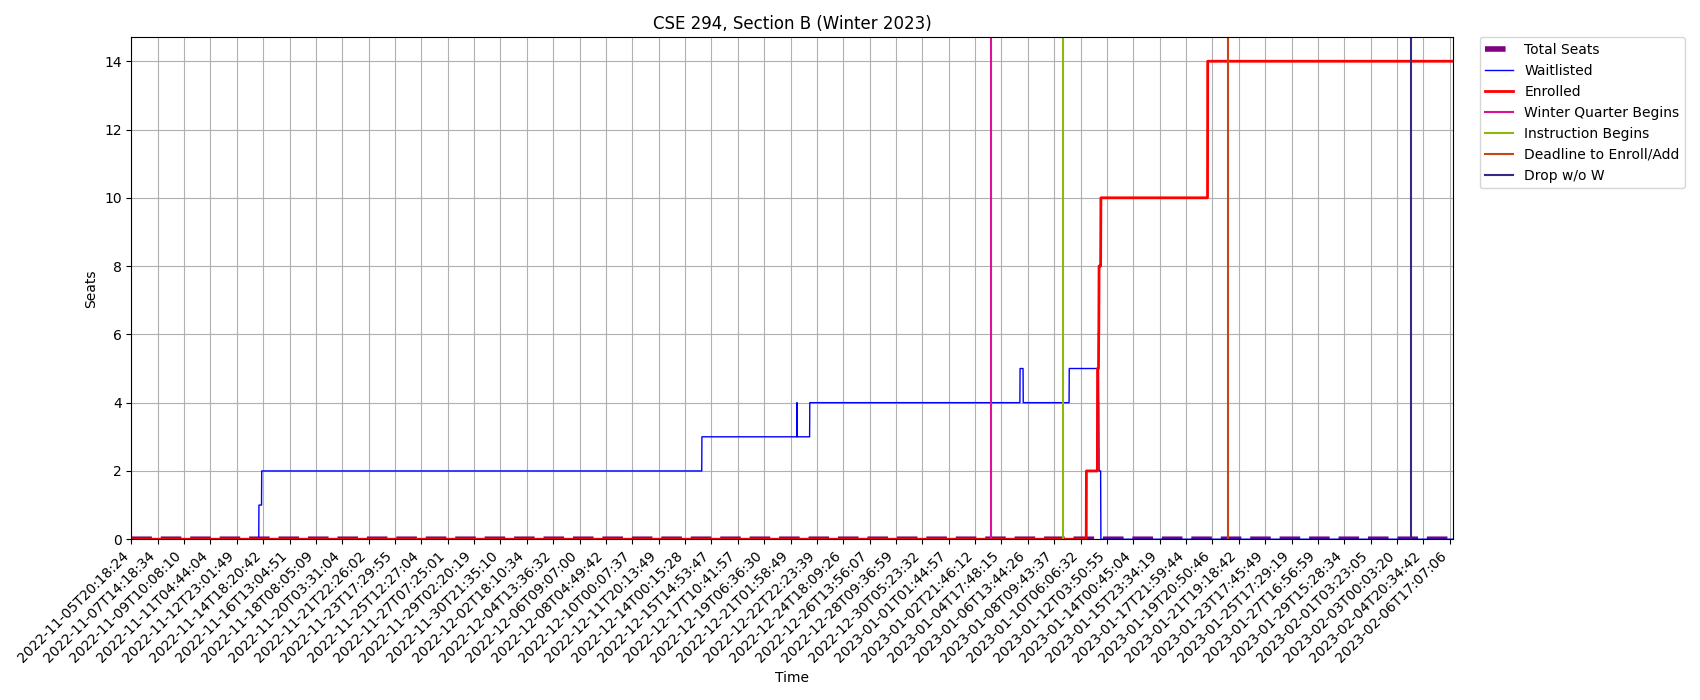 CSE 294, Section B (Winter 2023)
Total Seats
Waitlisted
Enrolled
Winter Quarter Begins
Instruction Begins
Deadline to Enroll/Add
Drop w/o W
Seats
14
12
10
8
6
4
2
0
2022-11-05T20:18:24
2022-11-07T14:18:34
2022-11-09T10:08:10
2022-11-11T04:44:04
2022-11-12T23:01:49
2022-11-14T18:20:42
2022-11-16T13:04:51
2022-11-18T08:05:09
2022-11-20T03:31:04
2022-11-21T22:26:02
2022-11-23T17:29:55
2022-11-25T12:27:04
2022-11-27T07:25:01
2022-11-29T02:20:19
2022-11-30T21:35:10
2022-12-02T18:10:34
2022-12-04T13:36:32
2022-12-06T09:07:00
2022-12-08T04:49:42
2022-12-10T00:07:37
2022-12-11T20:13:49
2022-12-14T00:15:28
2022-12-15T14:53:47
2022-12-17T10:41:57
2022-12-19T06:36:30
2022-12-21T01:58:49
2022-12-22T22:23:39
2022-12-24T18:09:26
2022-12-26T13:56:07
2022-12-28T09:36:59
2022-12-30T05:23:32
2023-01-01T01:44:57
2023-01-02T21:46:12
2023-01-04T17:48:15
2023-01-06T13:44:26
2023-01-08T09:43:37
2023-01-10T06:06:32
2023-01-12T03:50:55
2023-01-14T00:45:04
2023-01-15T23:34:19
2023-01-17T21:59:44
2023-01-19T20:50:46
2023-01-21T19:18:42
2023-01-23T17:45:49
2023-01-25T17:29:19
2023-01-27T16:56:59
2023-01-29T15:28:34
2023-02-01T03:23:05
2023-02-03T00:03:20
2023-02-04T20:34:42
2023-02-06T17:07:06
Time